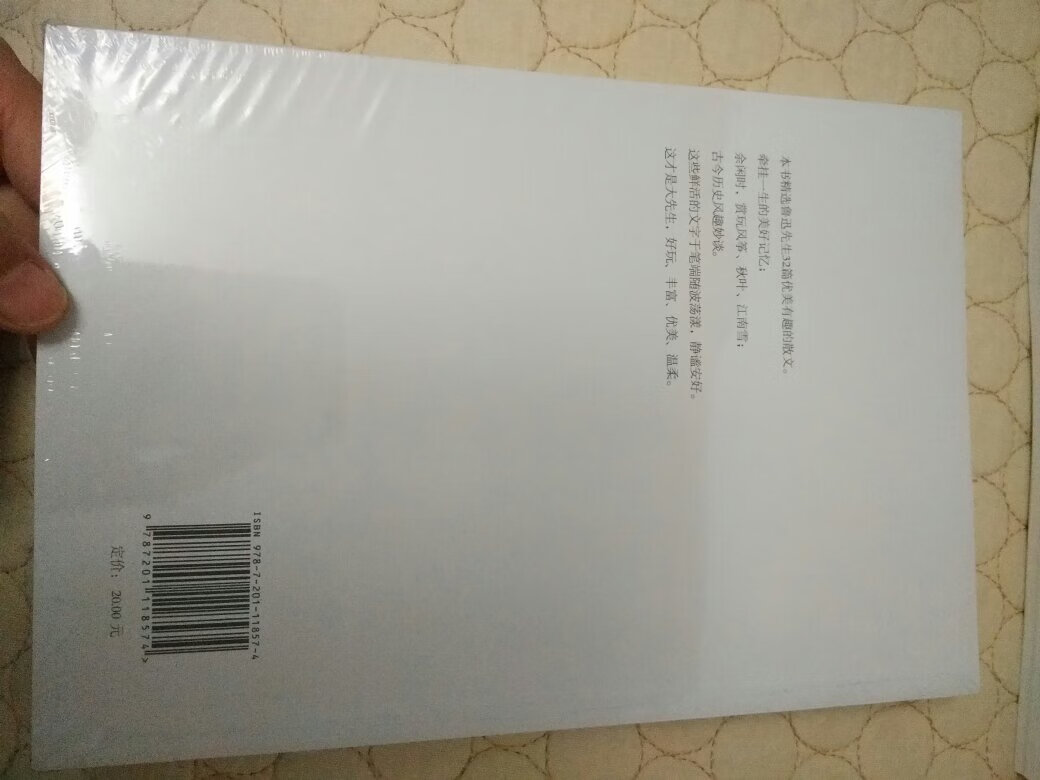 本书精选鲁迅先生32篇优美有趣的散文。
牵挂一生的美好记忆；
余闲时，赏玩风筝、秋叶、江南雪；
古今历史风趣妙谈。
这些鲜活的文字于笔端随波荡漾，静谧安好。
这才是大先生，好玩、丰富、优美、温柔。
ISBN 978-7-201-11857-4
9 787201 118574 >
定价： 20.00 元